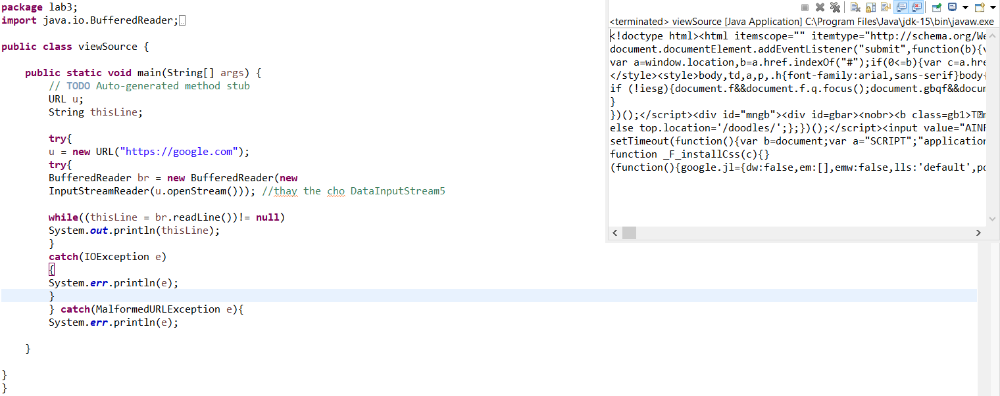 package lab3;
import java.io.BufferedReader;

public class viewSource {

    public static void main(String[] args) {
        // TODO Auto-generated method stub
        URL u;
        String thisLine;

        try{
        u = new URL("https://google.com");
        try{
        BufferedReader br = new BufferedReader(new
        InputStreamReader(u.openStream())); //thay the cho DataInputStream5

        while((thisLine = br.readLine())!= null)
        System.out.println(thisLine);
        }
        catch(IOException e)
        {
        System.err.println(e);
        }
        } catch(MalformedURLException e){
        System.err.println(e);

    }

}
}
<terminated> viewSource [Java Application] C:\Program Files\Java\jdk-15\bin\javaw.exe
<!doctype html><html itemscope="" itemtype="http://schema.org/We
document.documentElement.addEventListener("submit",function(b){v
var a=window.location,b=a.href.indexOf("#");if(0<=b){var c=a.hre
</style><style>body,td,a,p,.h{font-family:arial,sans-serif}body{
if (!iesg){document.f&&document.f.q.focus();document.gbqf&&docum
}
})();</script><div id="mngb"><div id=gbar><nobr><b class=gb1>T
else top.location='/doodles/';};})();</script><input value="AINF
setTimeout(function(){var b=document;var a="SCRIPT";"application
function _F_installCss(c){}
(function(){google.jl={dw:false,em:[],emw:false,lls:'default',pd